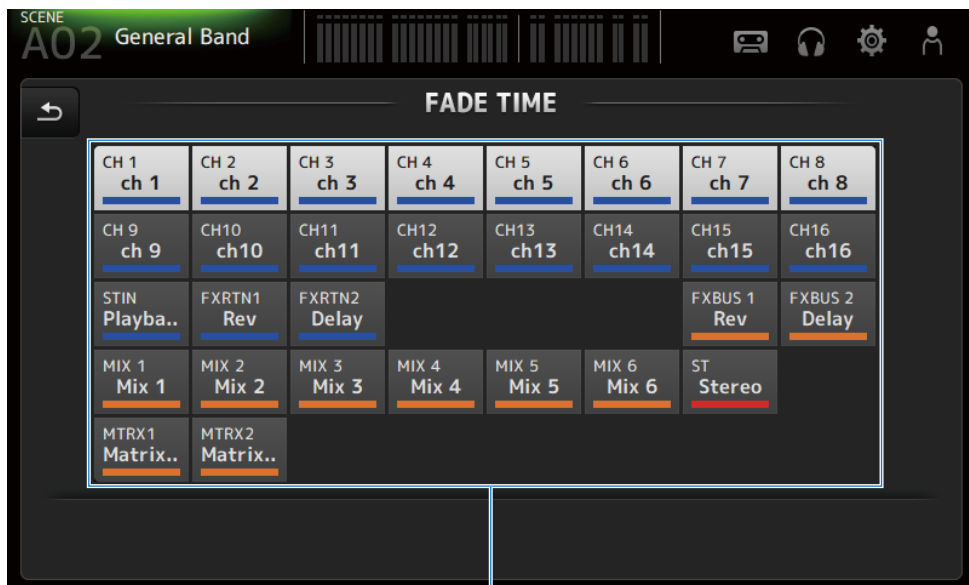 SCENE
A02 General Band
FADE TIME
CH 1 CH 2 CH 3 CH 4 CH 5 CH 6 CH 7 CH 8
ch 1 ch 2 ch 3 ch 4 ch 5 ch 6 ch 7 ch 8
CH 9 CH10 CH11 CH12 CH13 CH14 CH15 CH16
ch 9 ch10 ch11 ch12 ch13 ch14 ch15 ch16
STIN FXRTN1 FXRTN2 FXBUS 1 FXBUS 2
Playba.. Rev Delay Rev Delay
MIX 1 MIX 2 MIX 3 MIX 4 MIX 5 MIX 6 ST
Mix 1 Mix 2 Mix 3 Mix 4 Mix 5 Mix 6 Stereo
MTRX1 MTRX2
Matrix.. Matrix..